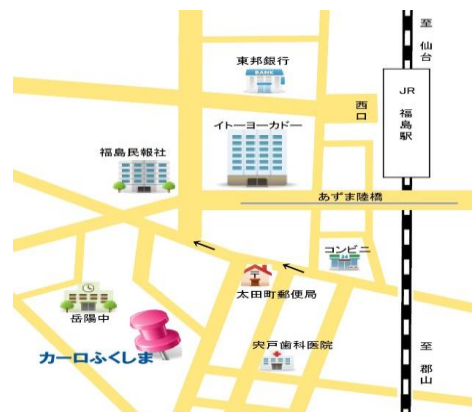 至
仙
台
東邦銀行
BANK
JR
福
島
駅
西
口
イトーヨーカドー
福島民報社
あずま陸橋
コンビニ
24
〒
太田町郵便局
岳陽中
カーロふくしま
宍戸歯科医院
至
郡
山